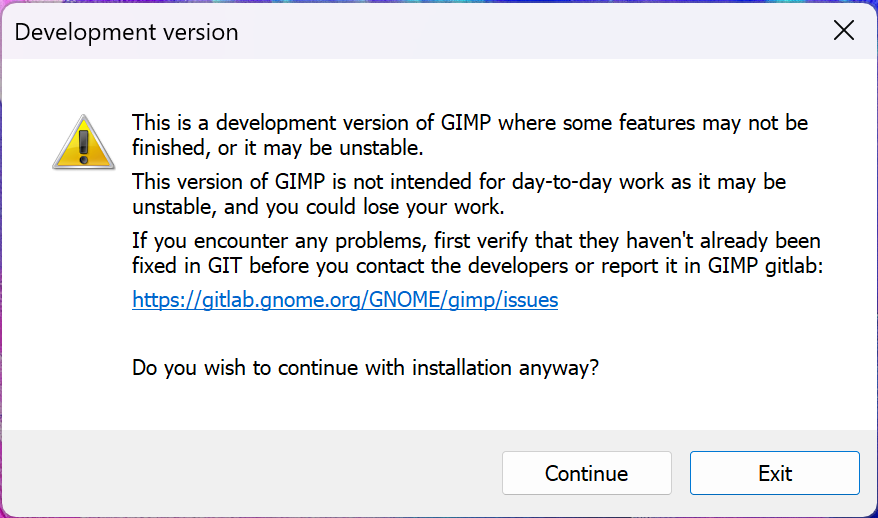 Development version
This is a development version of GIMP where some features may not be
finished, or it may be unstable.
This version of GIMP is not intended for day-to-day work as it may be
unstable, and you could lose your work.
If you encounter any problems, first verify that they haven't already been
fixed in GIT before you contact the developers or report it in GIMP gitlab:
https://gitlab.gnome.org/GNOME/gimp/issues
Do you wish to continue with installation anyway?
Continue
Exit